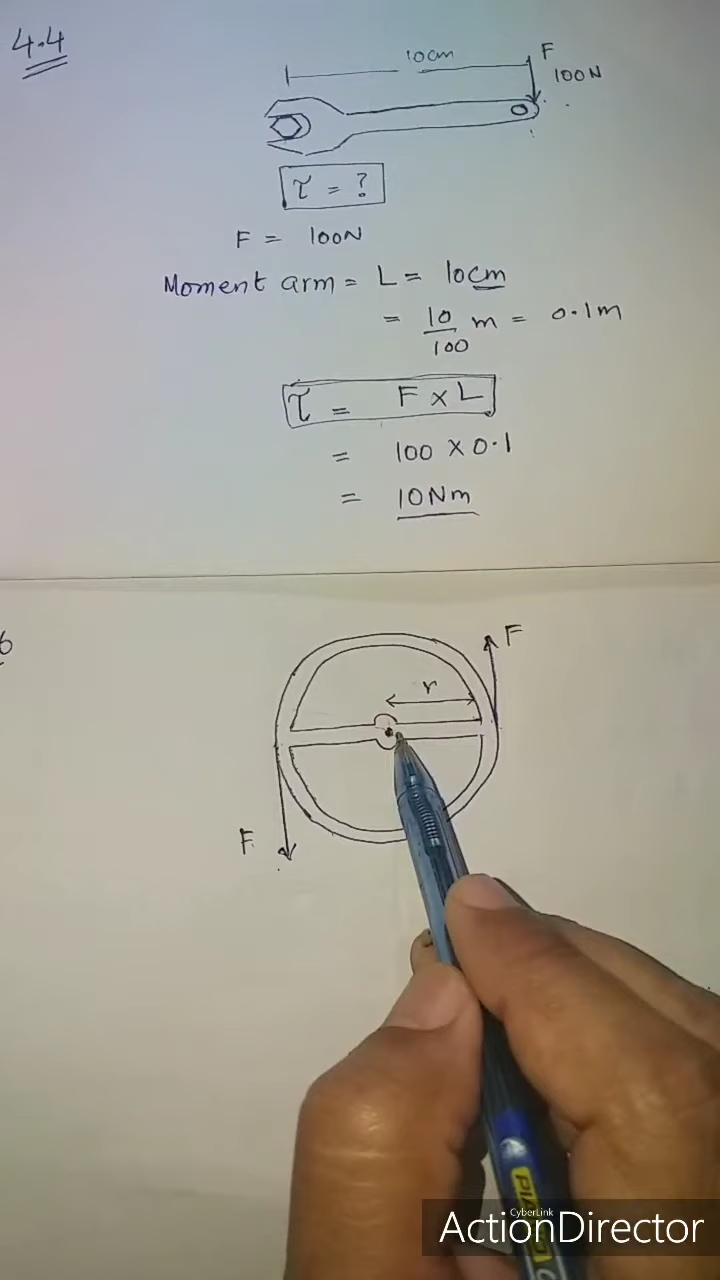 4.4
10cm
F
100N
τ = ?
F = 100N
Moment arm = L = 10cm
= 10/100 m = 0.1m
τ = F × L
= 100 × 0.1
= 10Nm
6
F
r
F
CyberLink
ActionDirector